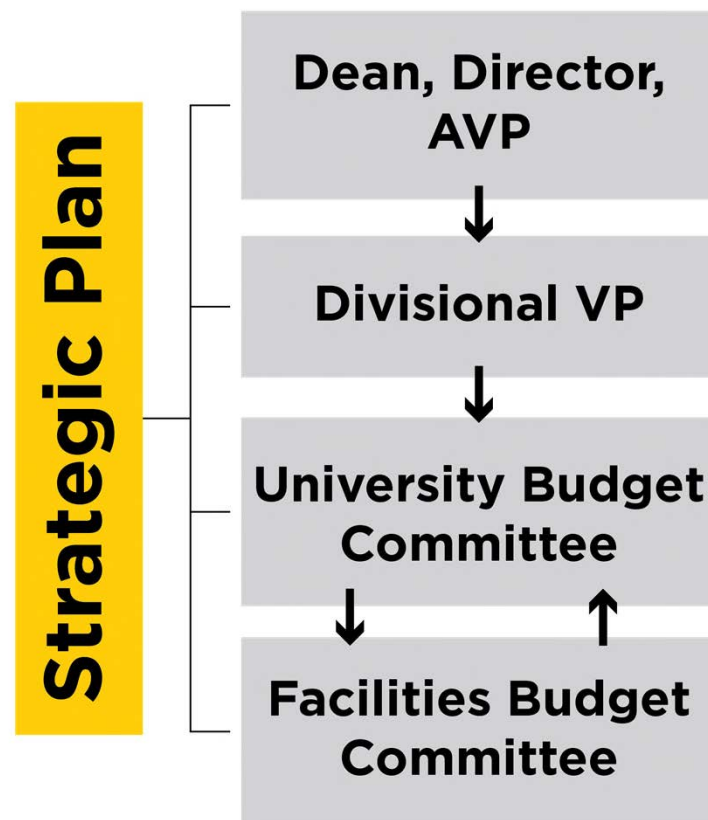 Strategic Plan
Dean, Director,
AVP
Divisional VP
University Budget
Committee
Facilities Budget
Committee